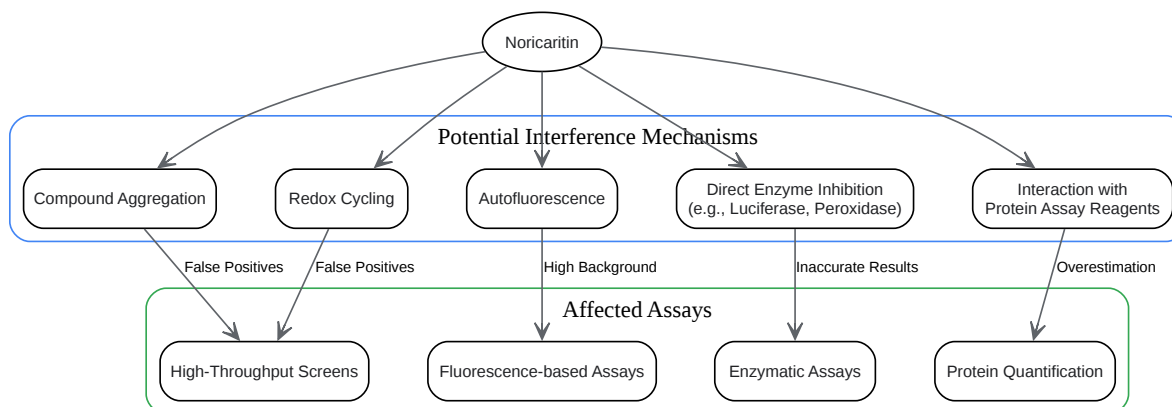 Noricaritin
Potential Interference Mechanisms
Compound Aggregation
Redox Cycling
Autofluorescence
Direct Enzyme Inhibition
(e.g., Luciferase, Peroxidase)
Interaction with
Protein Assay Reagents
False Positives
False Positives
High Background
Inaccurate Results
Overestimation
Affected Assays
High-Throughput Screens
Fluorescence-based Assays
Enzymatic Assays
Protein Quantification